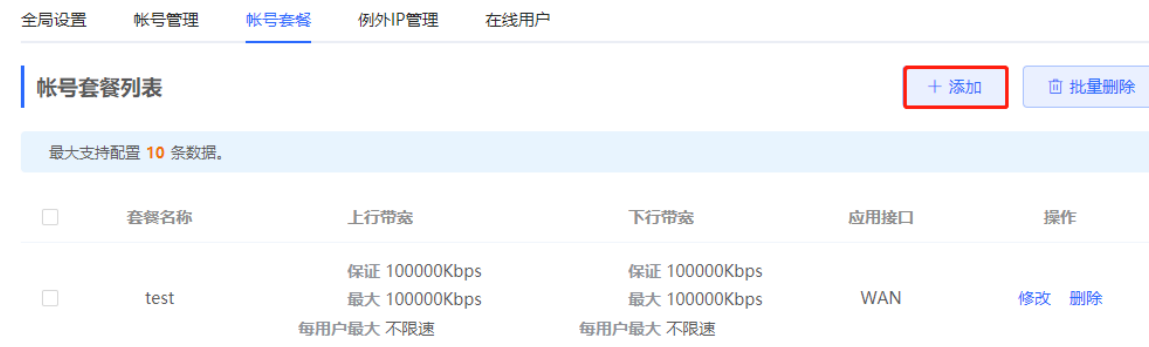 全局设置 帐号管理 帐号套餐 例外IP管理 在线用户
帐号套餐列表 + 添加 批量删除
最大支持配置 10 条数据。
套餐名称 上行带宽 下行带宽 应用接口 操作
保证 100000Kbps 保证 100000Kbps
test 最大 100000Kbps 最大 100000Kbps WAN 修改 删除
每用户最大 不限速 每用户最大 不限速